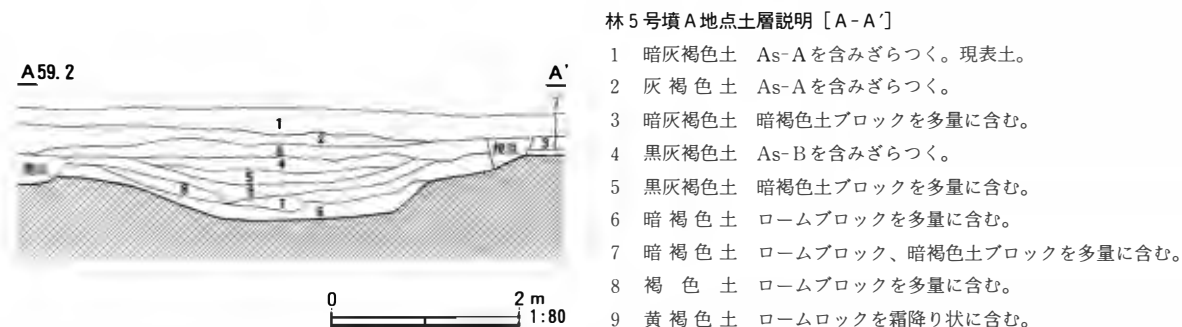 林5号墳A地点土層説明［A-A´］
1 暗灰褐色土 As-Aを含みざらつく。現表土。
2 灰褐色土 As-Aを含みざらつく。
3 暗灰褐色土 暗褐色土ブロックを多量に含む。
4 黒灰褐色土 As-Bを含みざらつく。
5 黒灰褐色土 暗褐色土ブロックを多量に含む。
6 暗褐色土 ロームブロックを多量に含む。
7 暗褐色土 ロームブロック、暗褐色土ブロックを多量に含む。
8 褐色土 ロームブロックを多量に含む。
9 黄褐色土 ロームロックを霜降り状に含む。
A 59.2
A'
1
2
3
4
5
9
8
7
6
0 2 m
1:80